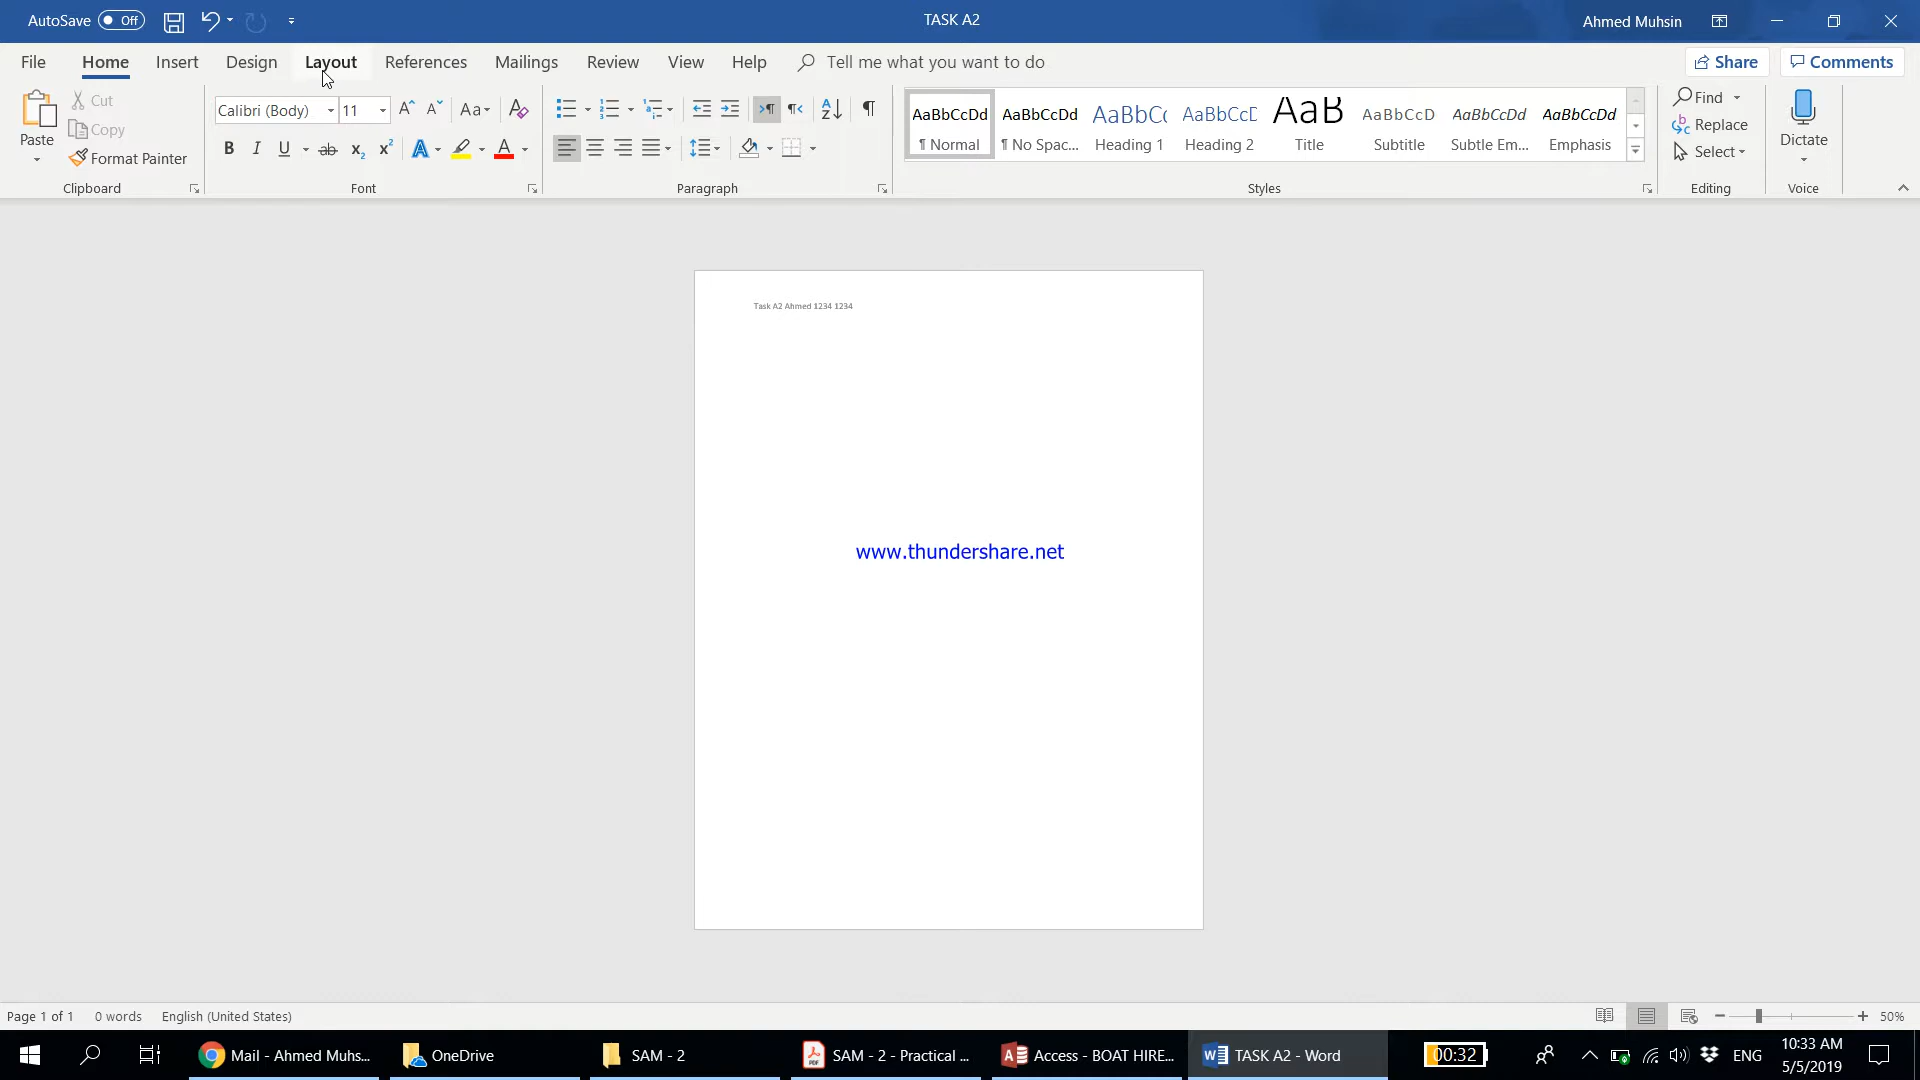 AutoSave Off TASK A2 Ahmed Muhsin
File Home Insert Design Layout References Mailings Review View Help Tell me what you want to do Share Comments
Paste Cut Copy Format Painter
Calibri (Body) 11 Aa
B I U ab x2 x2 A A
AaBbCcDd AaBbCcDd AaBbCc AaBbCcD AaB AaBbCcD AaBbCcDd AaBbCcDd
¶ Normal ¶ No Spac... Heading 1 Heading 2 Title Subtitle Subtle Em... Emphasis
Find
Replace
Select
Dictate
Clipboard Font Paragraph Styles Editing Voice
Task A2 Ahmed 1234 1234
www.thundershare.net
Page 1 of 1 0 words English (United States) 50%
Mail - Ahmed Muhs... OneDrive SAM - 2 SAM - 2 - Practical ... Access - BOAT HIRE... TASK A2 - Word 00:32 ENG 10:33 AM
5/5/2019